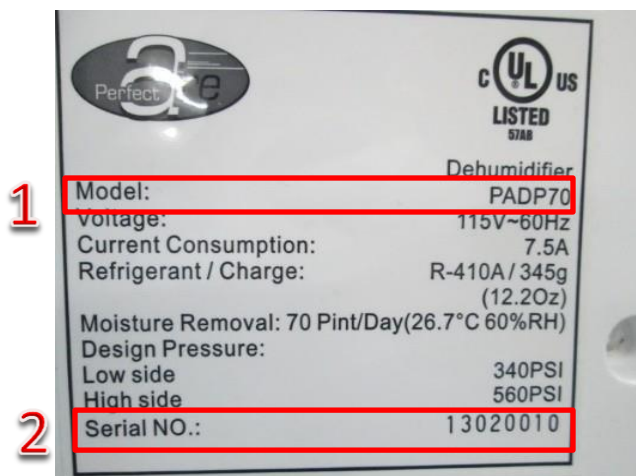 Perfect aire
C UL US
LISTED
57AB
Dehumidifier
1 Model: PADP70
Voltage: 115V~60Hz
Current Consumption: 7.5A
Refrigerant / Charge: R-410A / 345g
(12.2Oz)
Moisture Removal: 70 Pint/Day(26.7°C 60%RH)
Design Pressure:
Low side 340PSI
High side 560PSI
2 Serial NO.: 13020010